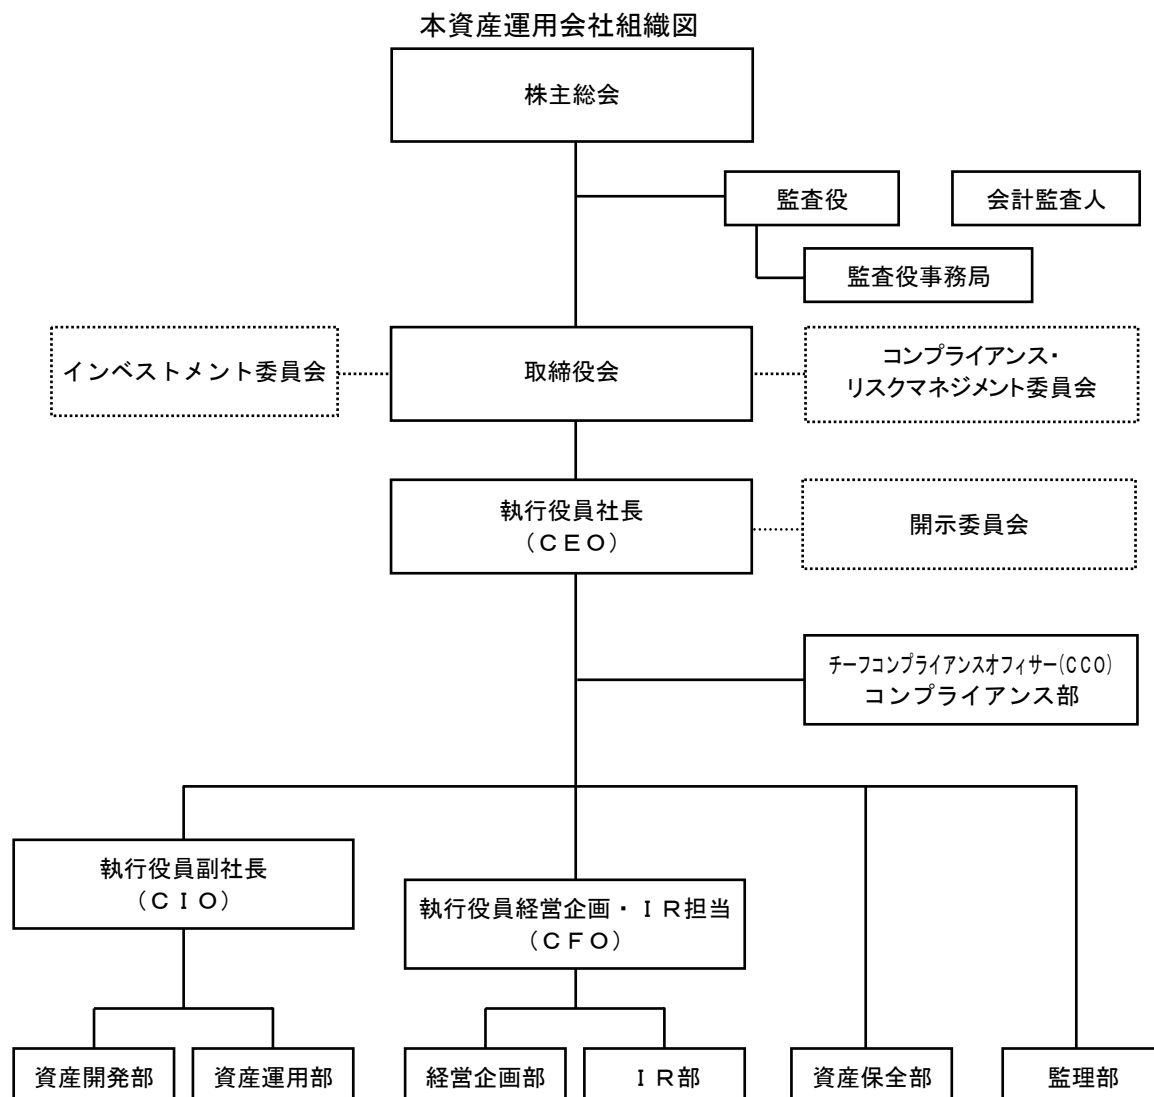 本資産運用会社組織図
株主総会
監査役
会計監査人
監査役事務局
インベストメント委員会
取締役会
コンプライアンス・
リスクマネジメント委員会
執行役員社長
（ＣＥＯ）
開示委員会
チーフコンプライアンスオフィサー(ＣＣＯ)
コンプライアンス部
執行役員副社長
（ＣＩＯ）
執行役員経営企画・ＩＲ担当
（ＣＦＯ）
資産開発部
資産運用部
経営企画部
ＩＲ部
資産保全部
監理部